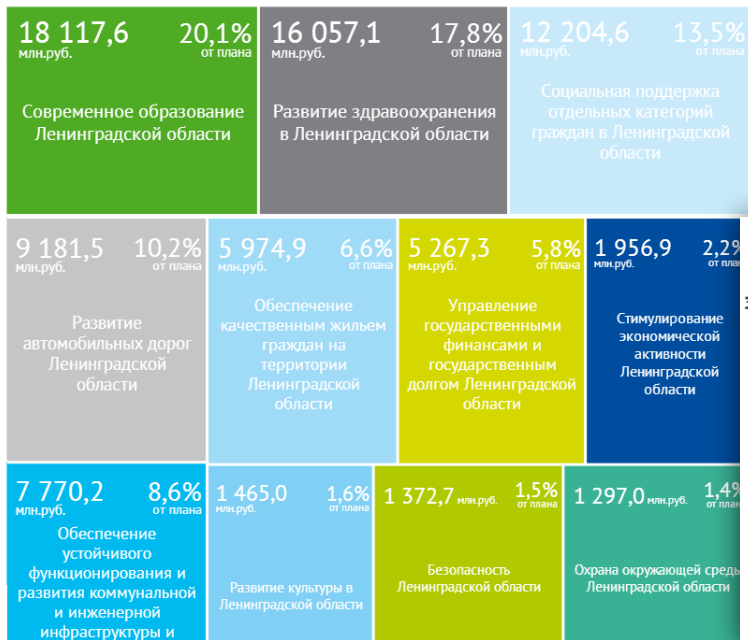 18 117,6 20,1%
млн.руб. от плана
Современное образование
Ленинградской области
16 057,1 17,8%
млн.руб. от плана
Развитие здравоохранения
в Ленинградской области
12 204,6 13,5%
млн.руб. от плана
Социальная поддержка
отдельных категорий
граждан в Ленинградской
области
9 181,5 10,2%
млн.руб. от плана
Развитие
автомобильных дорог
Ленинградской
области
5 974,9 6,6%
млн.руб. от плана
Обеспечение
качественным жильем
граждан на
территории
Ленинградской
области
5 267,3 5,8%
млн.руб. от плана
Управление
государственными
финансами и
государственным
долгом Ленинградской
области
1 956,9 2,2%
млн.руб. от план
Стимулирование
экономической
активности
Ленинградской
области
7 770,2 8,6%
млн.руб. от плана
Обеспечение
устойчивого
функционирования и
развития коммунальной
и инженерной
инфраструктуры и
1 465,0 1,6%
млн.руб. от плана
Развитие культуры в
Ленинградской области
1 372,7 млн.руб. 1,5%
от плана
Безопасность
Ленинградской области
1 297,0 млн.руб. 1,4%
от плана
Охрана окружающей среды
Ленинградской области